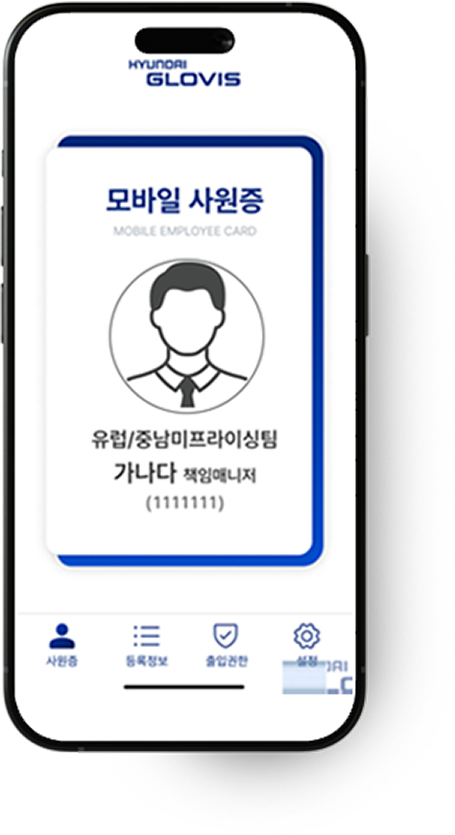 HYUNDAI
GLOVIS
모바일 사원증
MOBILE EMPLOYEE CARD
유럽/중남미프라이싱팀
가나다 책임매니저
(1111111)
사원증 등록정보 출입권한 설정